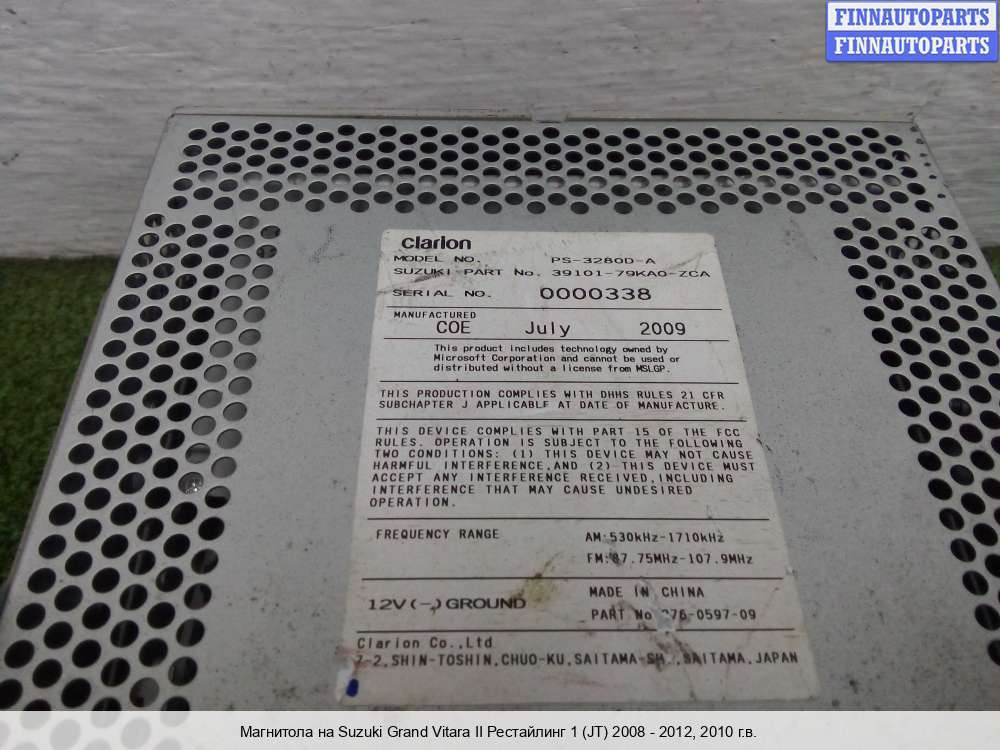 FINNAUTOPARTS
FINNAUTOPARTS
clarion
MODEL NO. PS-3280D-A
SUZUKI PART No. 39101-79KA0-ZCA
SERIAL NO. 0000338
MANUFACTURED
COE July 2009
This product includes technology owned by
Microsoft Corporation and cannot be used or
distributed without a license from MSLGP.
THIS PRODUCTION COMPLIES WITH DHHS RULES 21 CFR
SUBCHAPTER J APPLICABLE AT DATE OF MANUFACTURE.
THIS DEVICE COMPLIES WITH PART 15 OF THE FCC
RULES. OPERATION IS SUBJECT TO THE FOLLOWING
TWO CONDITIONS: (1) THIS DEVICE MAY NOT CAUSE
HARMFUL INTERFERENCE,AND (2) THIS DEVICE MUST
ACCEPT ANY INTERFERENCE RECEIVED,INCLUDING
INTERFERENCE THAT MAY CAUSE UNDESIRED
OPERATION.
FREQUENCY RANGE AM:530kHz-1710kHz
FM:87.75MHz-107.9MHz
12V(-)GROUND MADE IN CHINA
PART No 276-0597-09
Clarion Co.,Ltd
7-2,SHIN-TOSHIN,CHUO-KU,SAITAMA-SH ,SAITAMA,JAPAN
Магнитола на Suzuki Grand Vitara II Рестайлинг 1 (JT) 2008 - 2012, 2010 г.в.